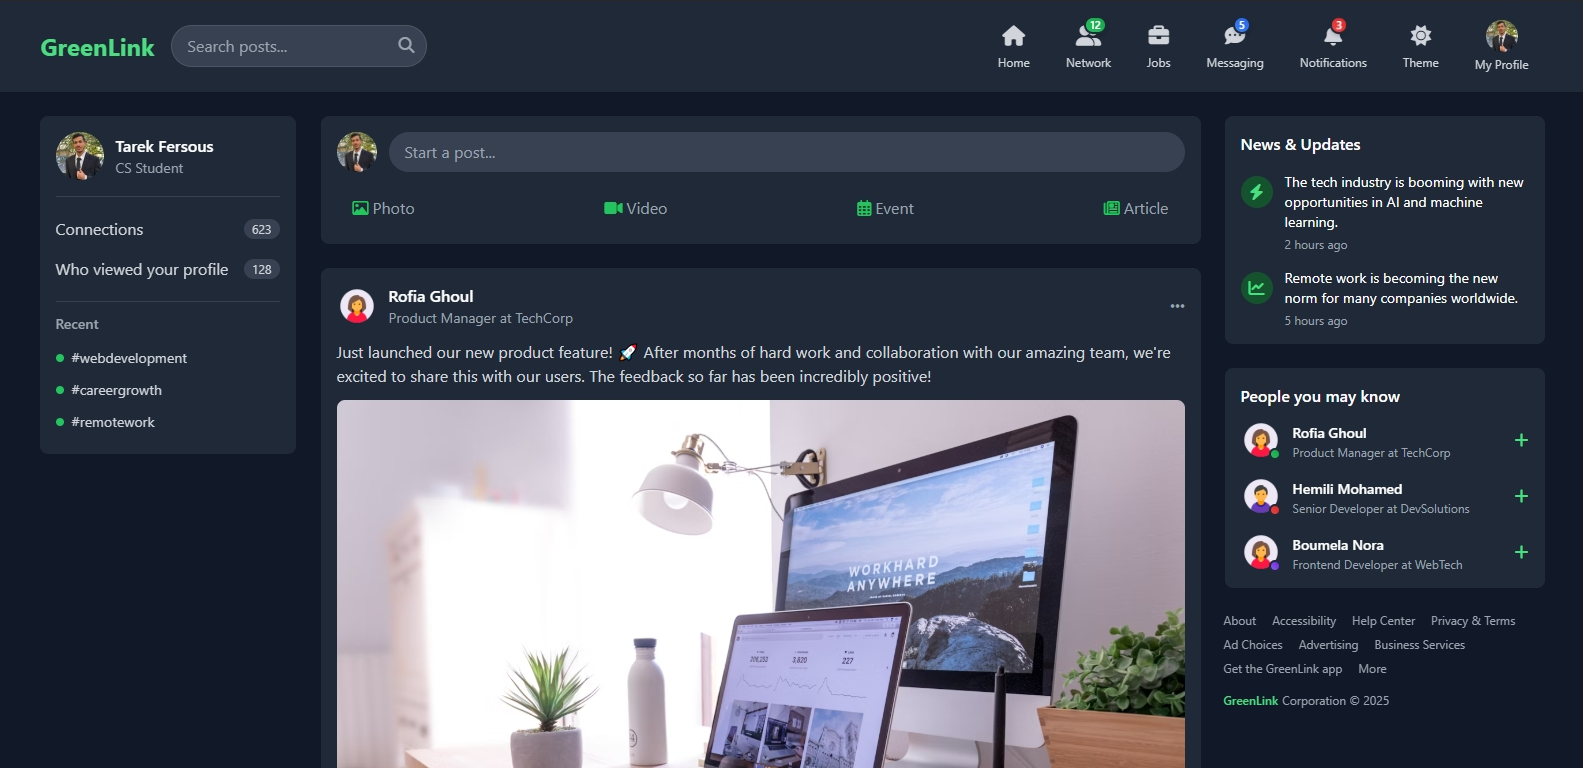 GreenLink
Search posts...
Home
12
Network
Jobs
5
Messaging
3
Notifications
Theme
My Profile
Tarek Fersous
CS Student
Connections 623
Who viewed your profile 128
Recent
#webdevelopment
#careergrowth
#remotework
Start a post...
Photo Video Event Article
Rofia Ghoul
Product Manager at TechCorp
Just launched our new product feature! 🚀 After months of hard work and collaboration with our amazing team, we're
excited to share this with our users. The feedback so far has been incredibly positive!
WORKHARD
ANYWHERE
3,820
227
News & Updates
The tech industry is booming with new
opportunities in AI and machine
learning.
2 hours ago
Remote work is becoming the new
norm for many companies worldwide.
5 hours ago
People you may know
Rofia Ghoul
Product Manager at TechCorp
Hemili Mohamed
Senior Developer at DevSolutions
Boumela Nora
Frontend Developer at WebTech
About Accessibility Help Center Privacy & Terms
Ad Choices Advertising Business Services
Get the GreenLink app More
GreenLink Corporation © 2025